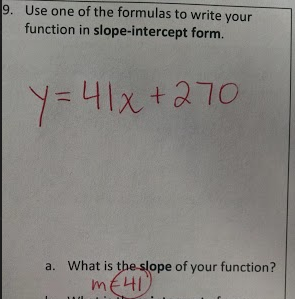 9. Use one of the formulas to write your
function in slope-intercept form.
y = 41x + 270
a. What is the slope of your function?
m = 41